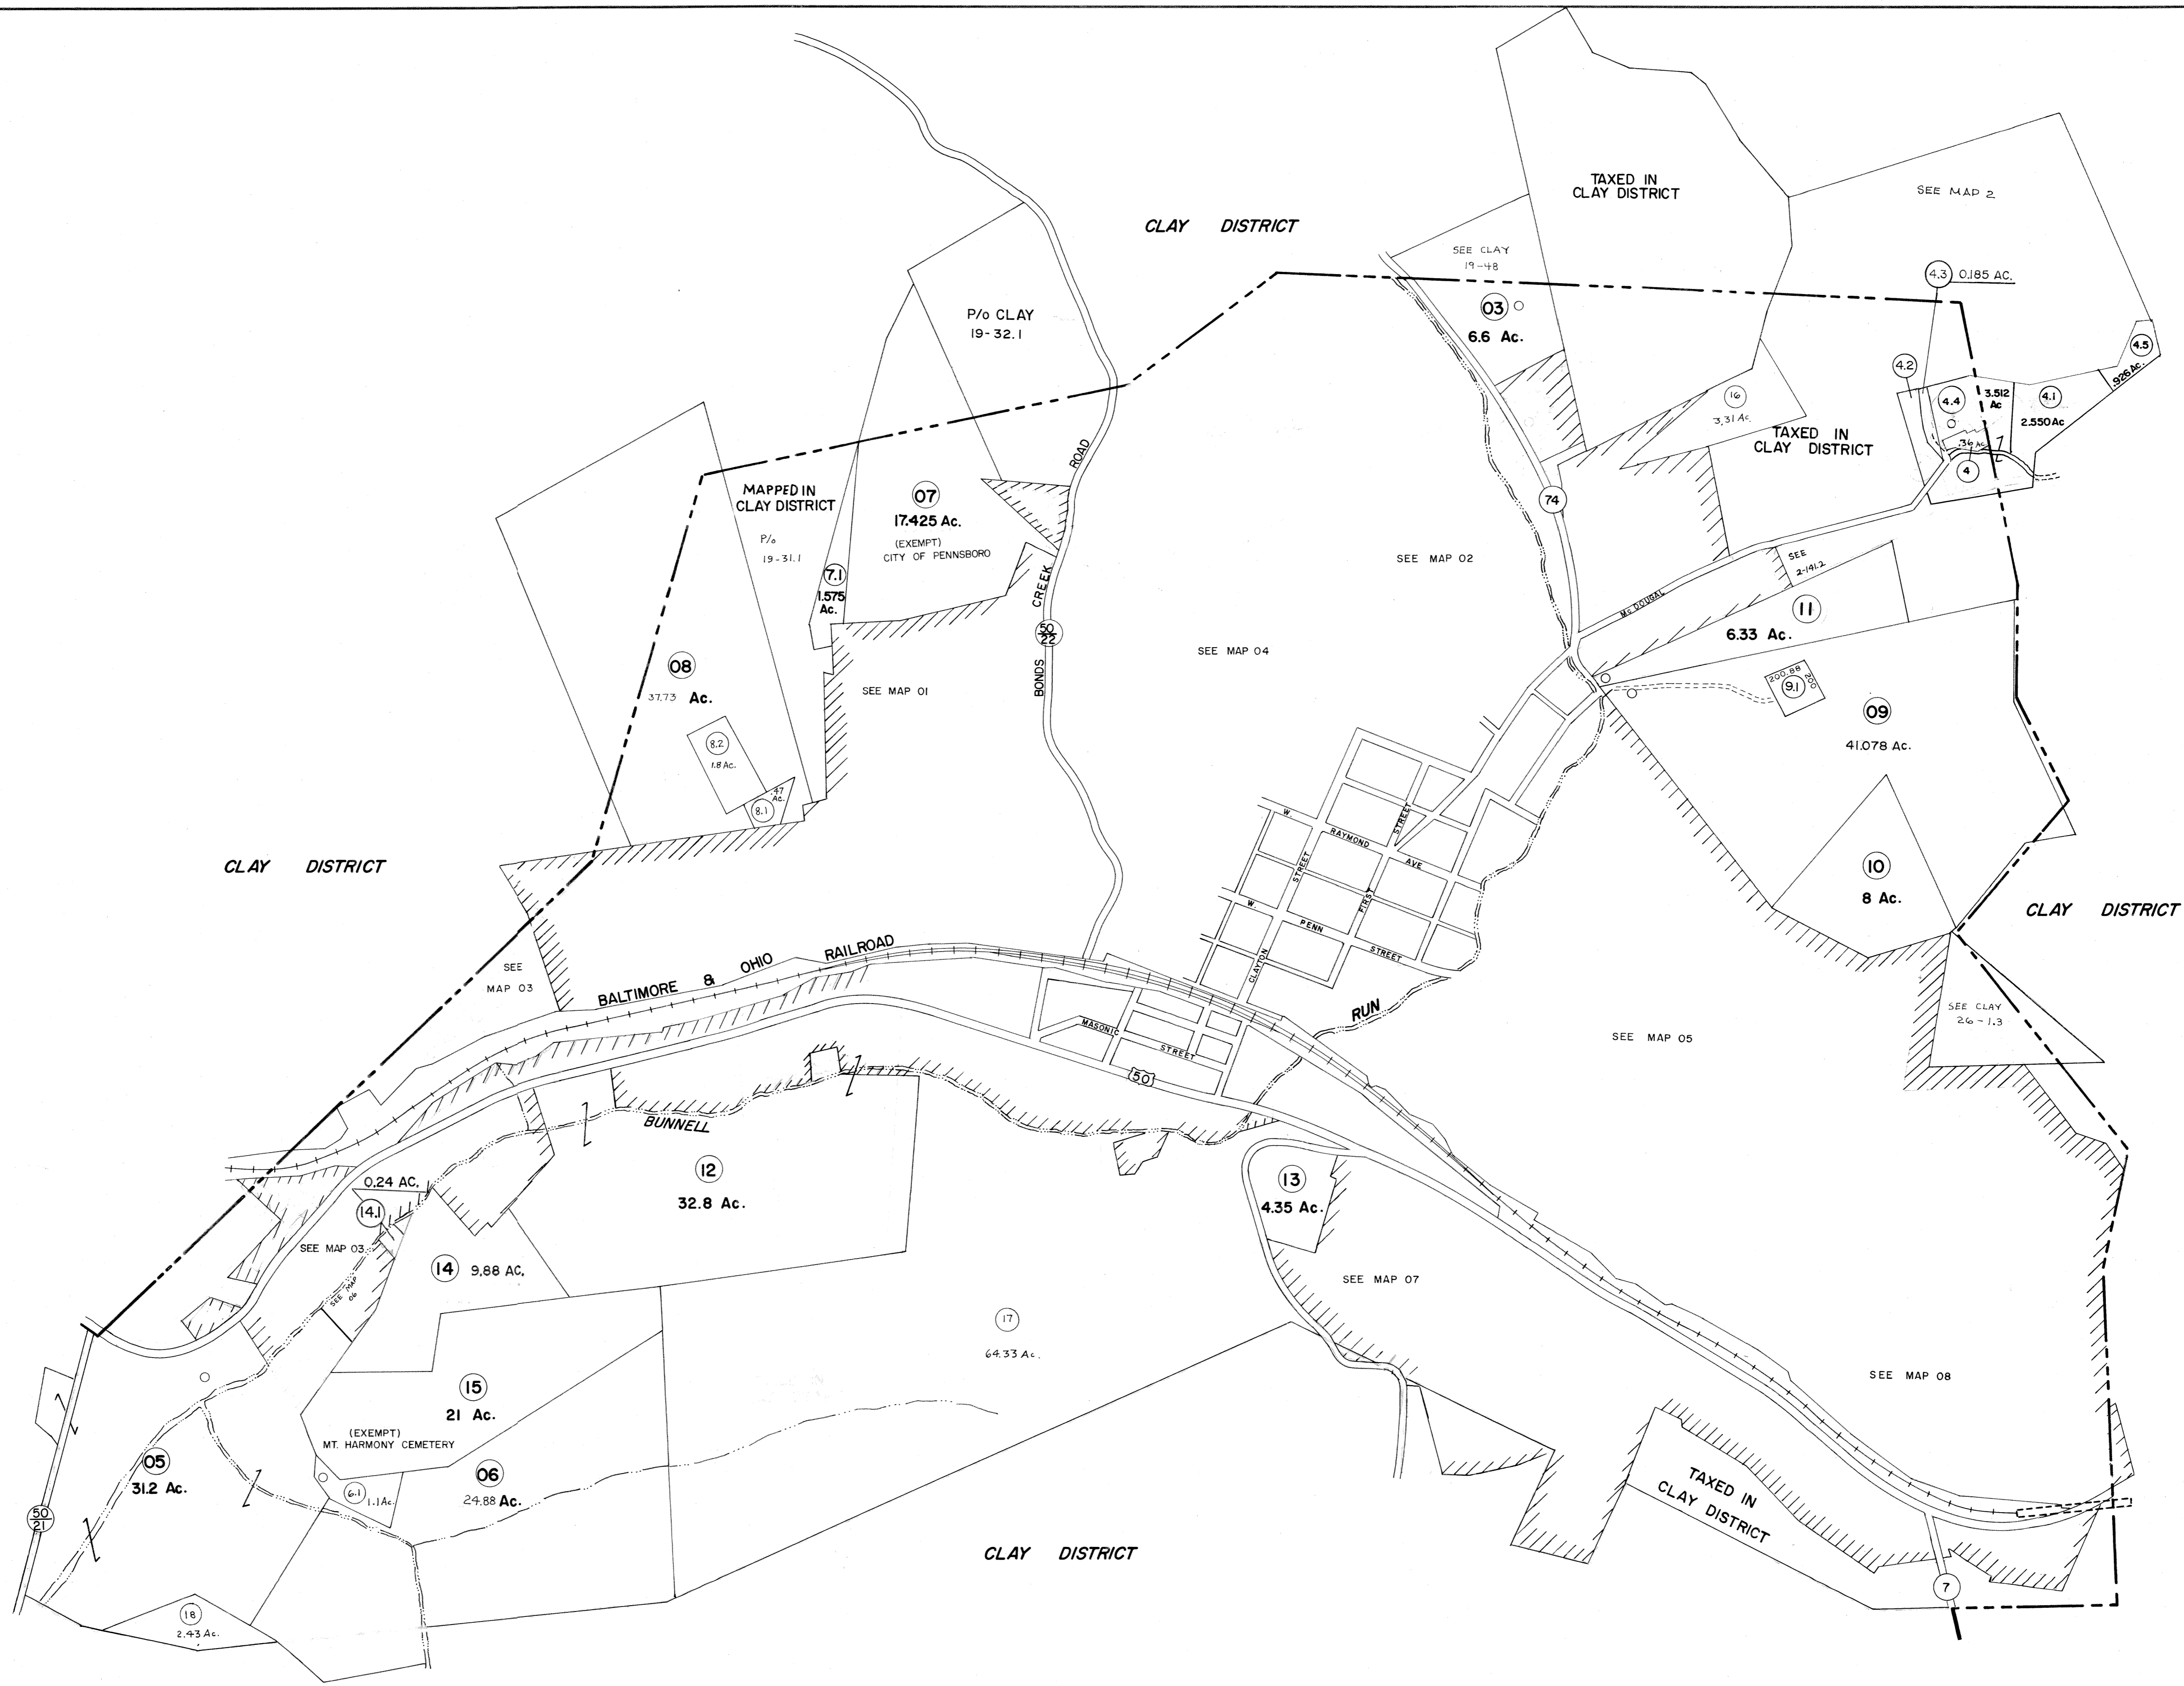 TAXED IN
CLAY DISTRICT
SEE MAP 2
CLAY DISTRICT
SEE CLAY
19-48
4.3 0.185 AC.
P/o CLAY
19-32.1
03
6.6 Ac.
4.5
.926 Ac.
4.2
4.4
3.512
Ac
4.1
2.550 Ac
.36 AC
4
16
3.31 Ac.
TAXED IN
CLAY DISTRICT
ROAD
MAPPED IN
CLAY DISTRICT
P/o
19-31.1
07
17.425 Ac.
(EXEMPT)
CITY OF PENNSBORO
74
SEE MAP 02
SEE
2-141.2
7.1
1.575
Ac.
CREEK
Mc DOUGAL
11
6.33 Ac.
50
22
SEE MAP 04
08
37.73 Ac.
SEE MAP 01
BONDS
200.88
200
9.1
09
41.078 Ac.
8.2
1.8 Ac.
.47
Ac.
8.1
W.
RAYMOND
AVE
STREET
STREET
FIRST
CLAY DISTRICT
10
8 Ac.
CLAY DISTRICT
W.
PENN
STREET
CLAYTON
BALTIMORE & OHIO RAILROAD
SEE
MAP 03
RUN
SEE CLAY
26-1.3
MASONIC
STREET
SEE MAP 05
50
BUNNELL
12
32.8 Ac.
13
4.35 Ac.
0.24 AC.
14.1
SEE MAP 03
SEE MAP
06
14 9.88 AC.
SEE MAP 07
17
64.33 Ac.
SEE MAP 08
15
21 Ac.
(EXEMPT)
MT. HARMONY CEMETERY
05
31.2 Ac.
06
24.88 Ac.
6.1
1.1 Ac.
50
21
TAXED IN
CLAY DISTRICT
CLAY DISTRICT
7
18
2.43 Ac.